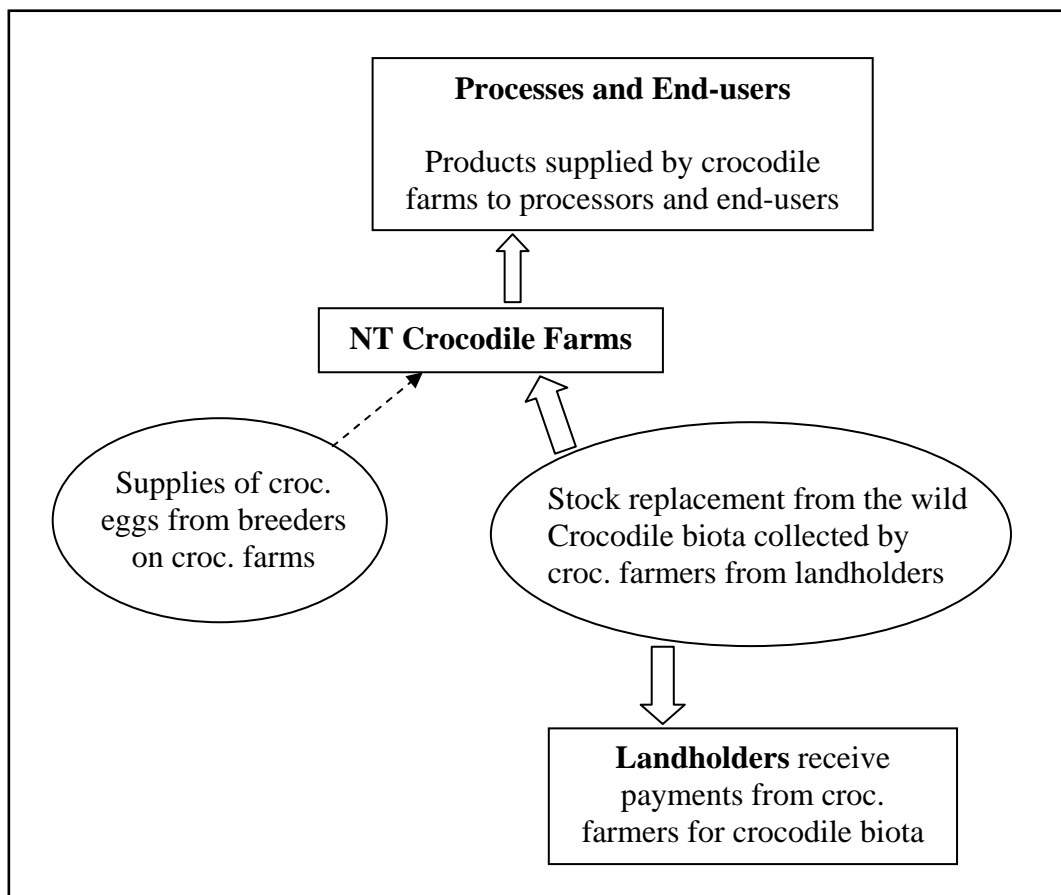 Processes and End-users
Products supplied by crocodile
farms to processors and end-users
NT Crocodile Farms
Supplies of croc.
eggs from breeders
on croc. farms
Stock replacement from the wild
Crocodile biota collected by
croc. farmers from landholders
Landholders receive
payments from croc.
farmers for crocodile biota